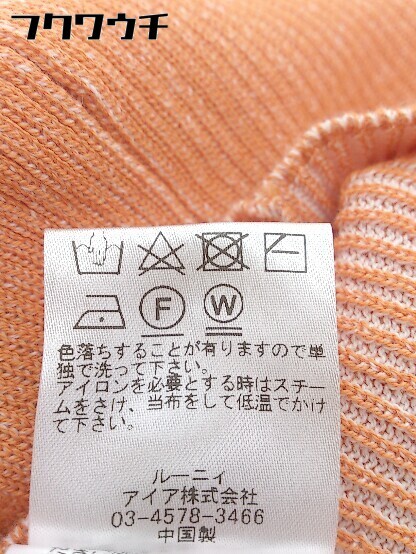 フクワウチ
F W
色落ちすることが有りますので単
独で洗って下さい。
アイロンを必要とする時はスチー
ムをさけ、当布をして低温でかけ
て下さい。
ルーニィ
アイア株式会社
03-4578-3466
中国製